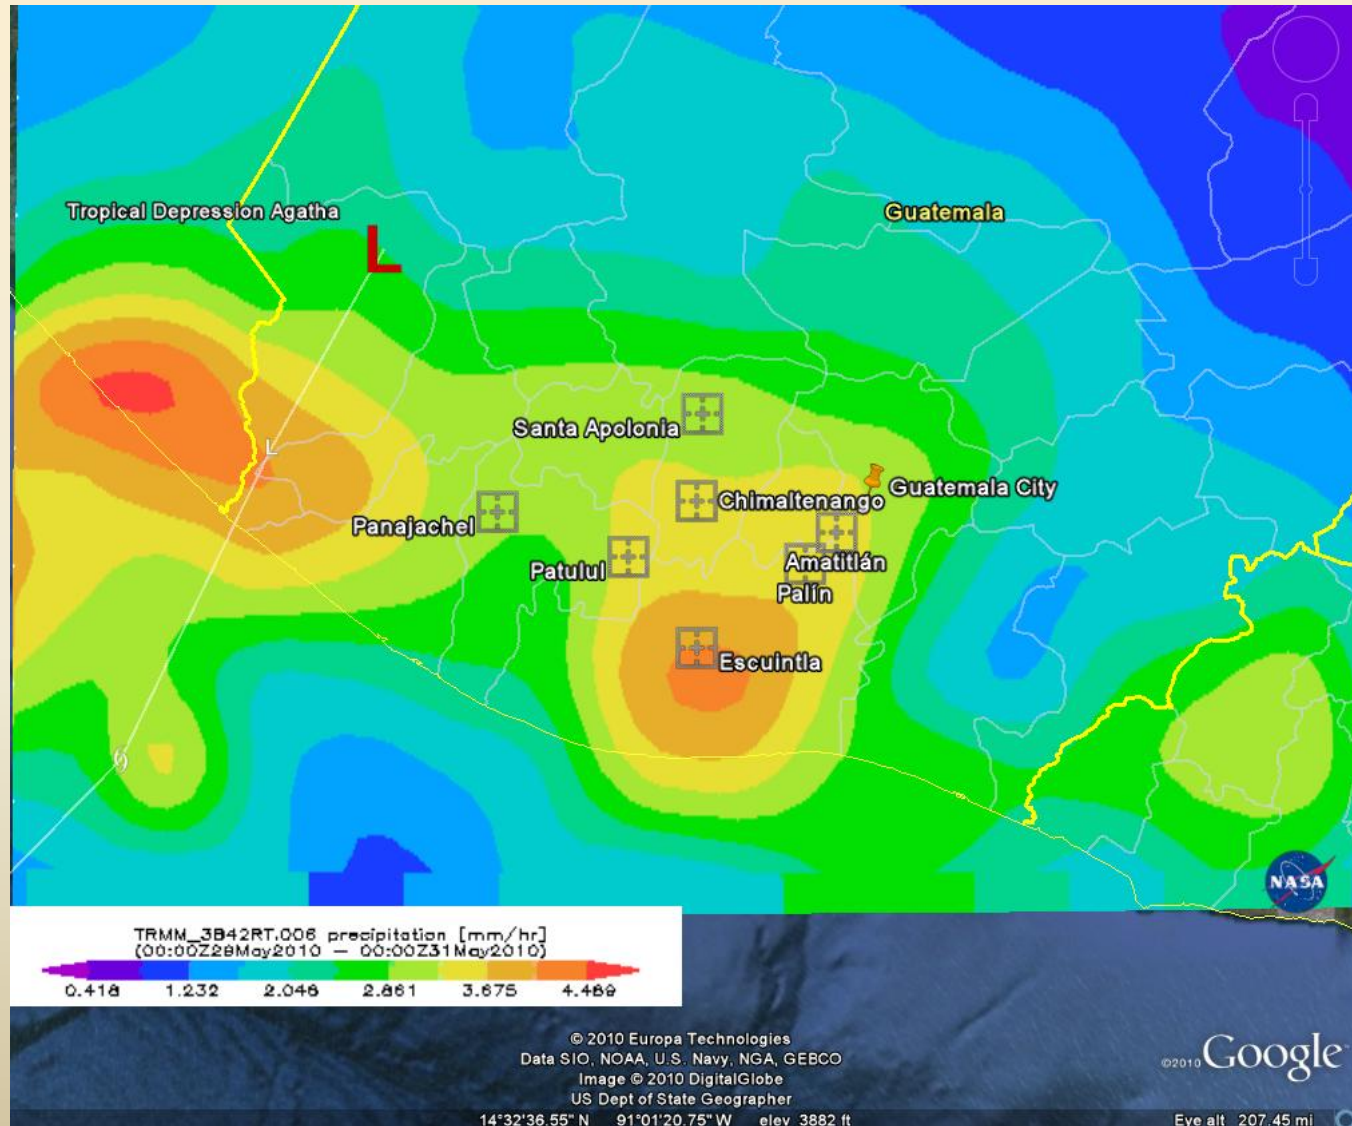 Tropical Depression Agatha
L
Guatemala
Santa Apolonia
L
Chimaltenango
Guatemala City
Panajachel
Patulul
Amatitlán
Palín
Escuintla
NASA
TRMM_3B42RT.006 precipitation [mm/hr]
(00:00Z28May2010 – 00:00Z31May2010)
0.418 1.232 2.046 2.861 3.675 4.489
© 2010 Europa Technologies
Data SIO, NOAA, U.S. Navy, NGA, GEBCO
Image © 2010 DigitalGlobe
US Dept of State Geographer
©2010 Google
14°32'36.55" N 91°01'20.75" W elev 3882 ft
Eye alt 207.45 mi